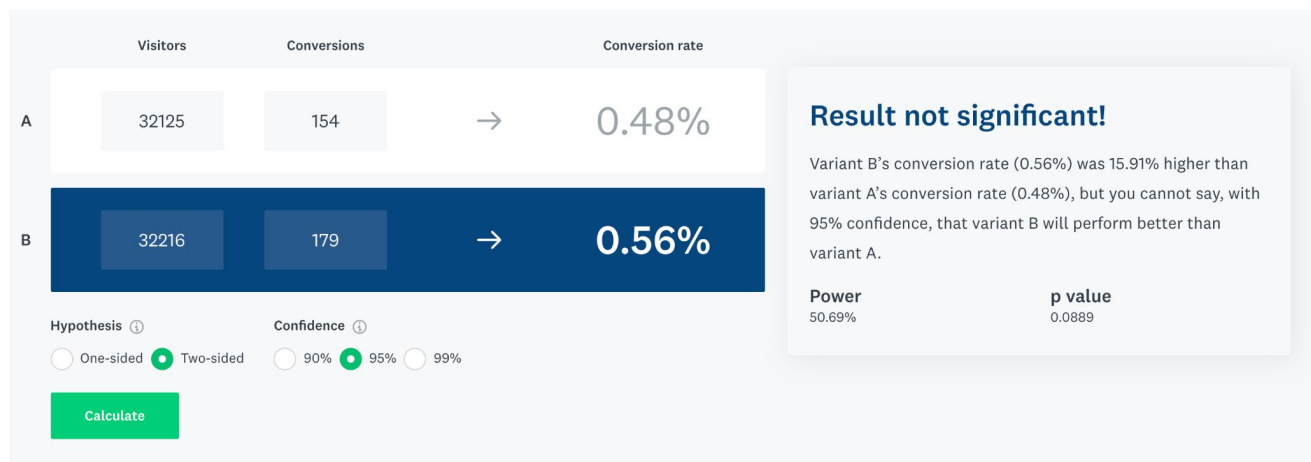 Visitors Conversions Conversion rate
A 32125 154 → 0.48%
B 32216 179 → 0.56%
Hypothesis Confidence
One-sided Two-sided 90% 95% 99%
Calculate
Result not significant!
Variant B's conversion rate (0.56%) was 15.91% higher than
variant A's conversion rate (0.48%), but you cannot say, with
95% confidence, that variant B will perform better than
variant A.
Power p value
50.69% 0.0889